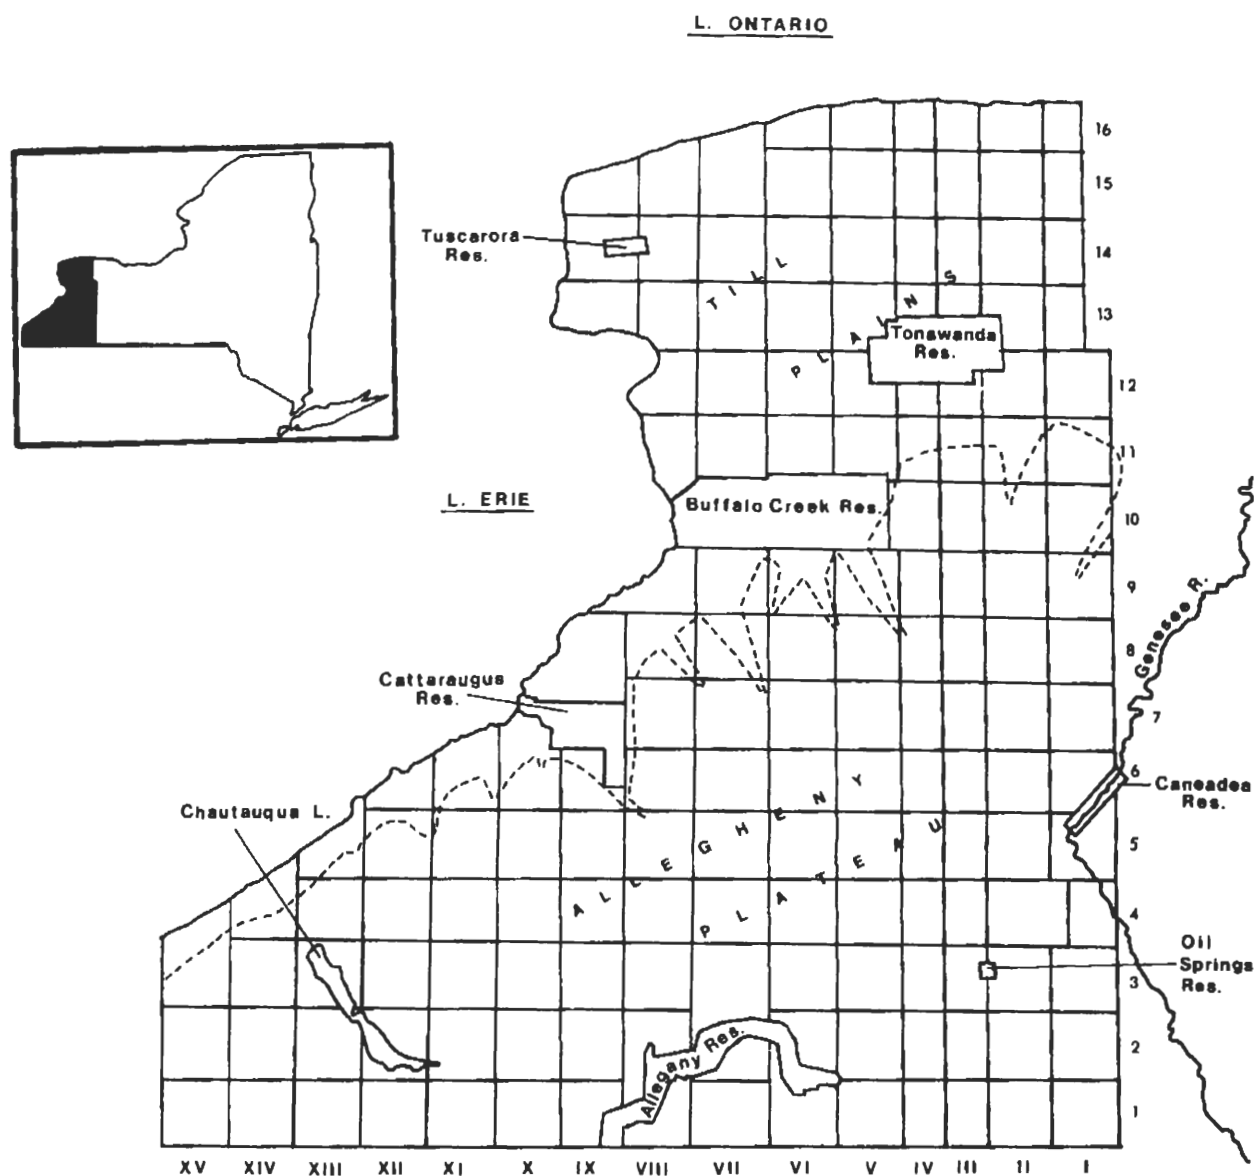 L. ONTARIO
16
15
Tuscarora
Res.
14
TILL
PLAINS
13
Tonawanda
Res.
12
11
L. ERIE
Buffalo Creek Res.
10
9
Genesee R.
8
Cattaraugus
Res.
7
6
Caneadea
Res.
Chautauqua L.
5
ALLEGHENY
PLATEAU
4
Oil
Springs
Res.
3
2
Allegany Res.
1
XV XIV XIII XII XI X IX VIII VII VI V IV III II I